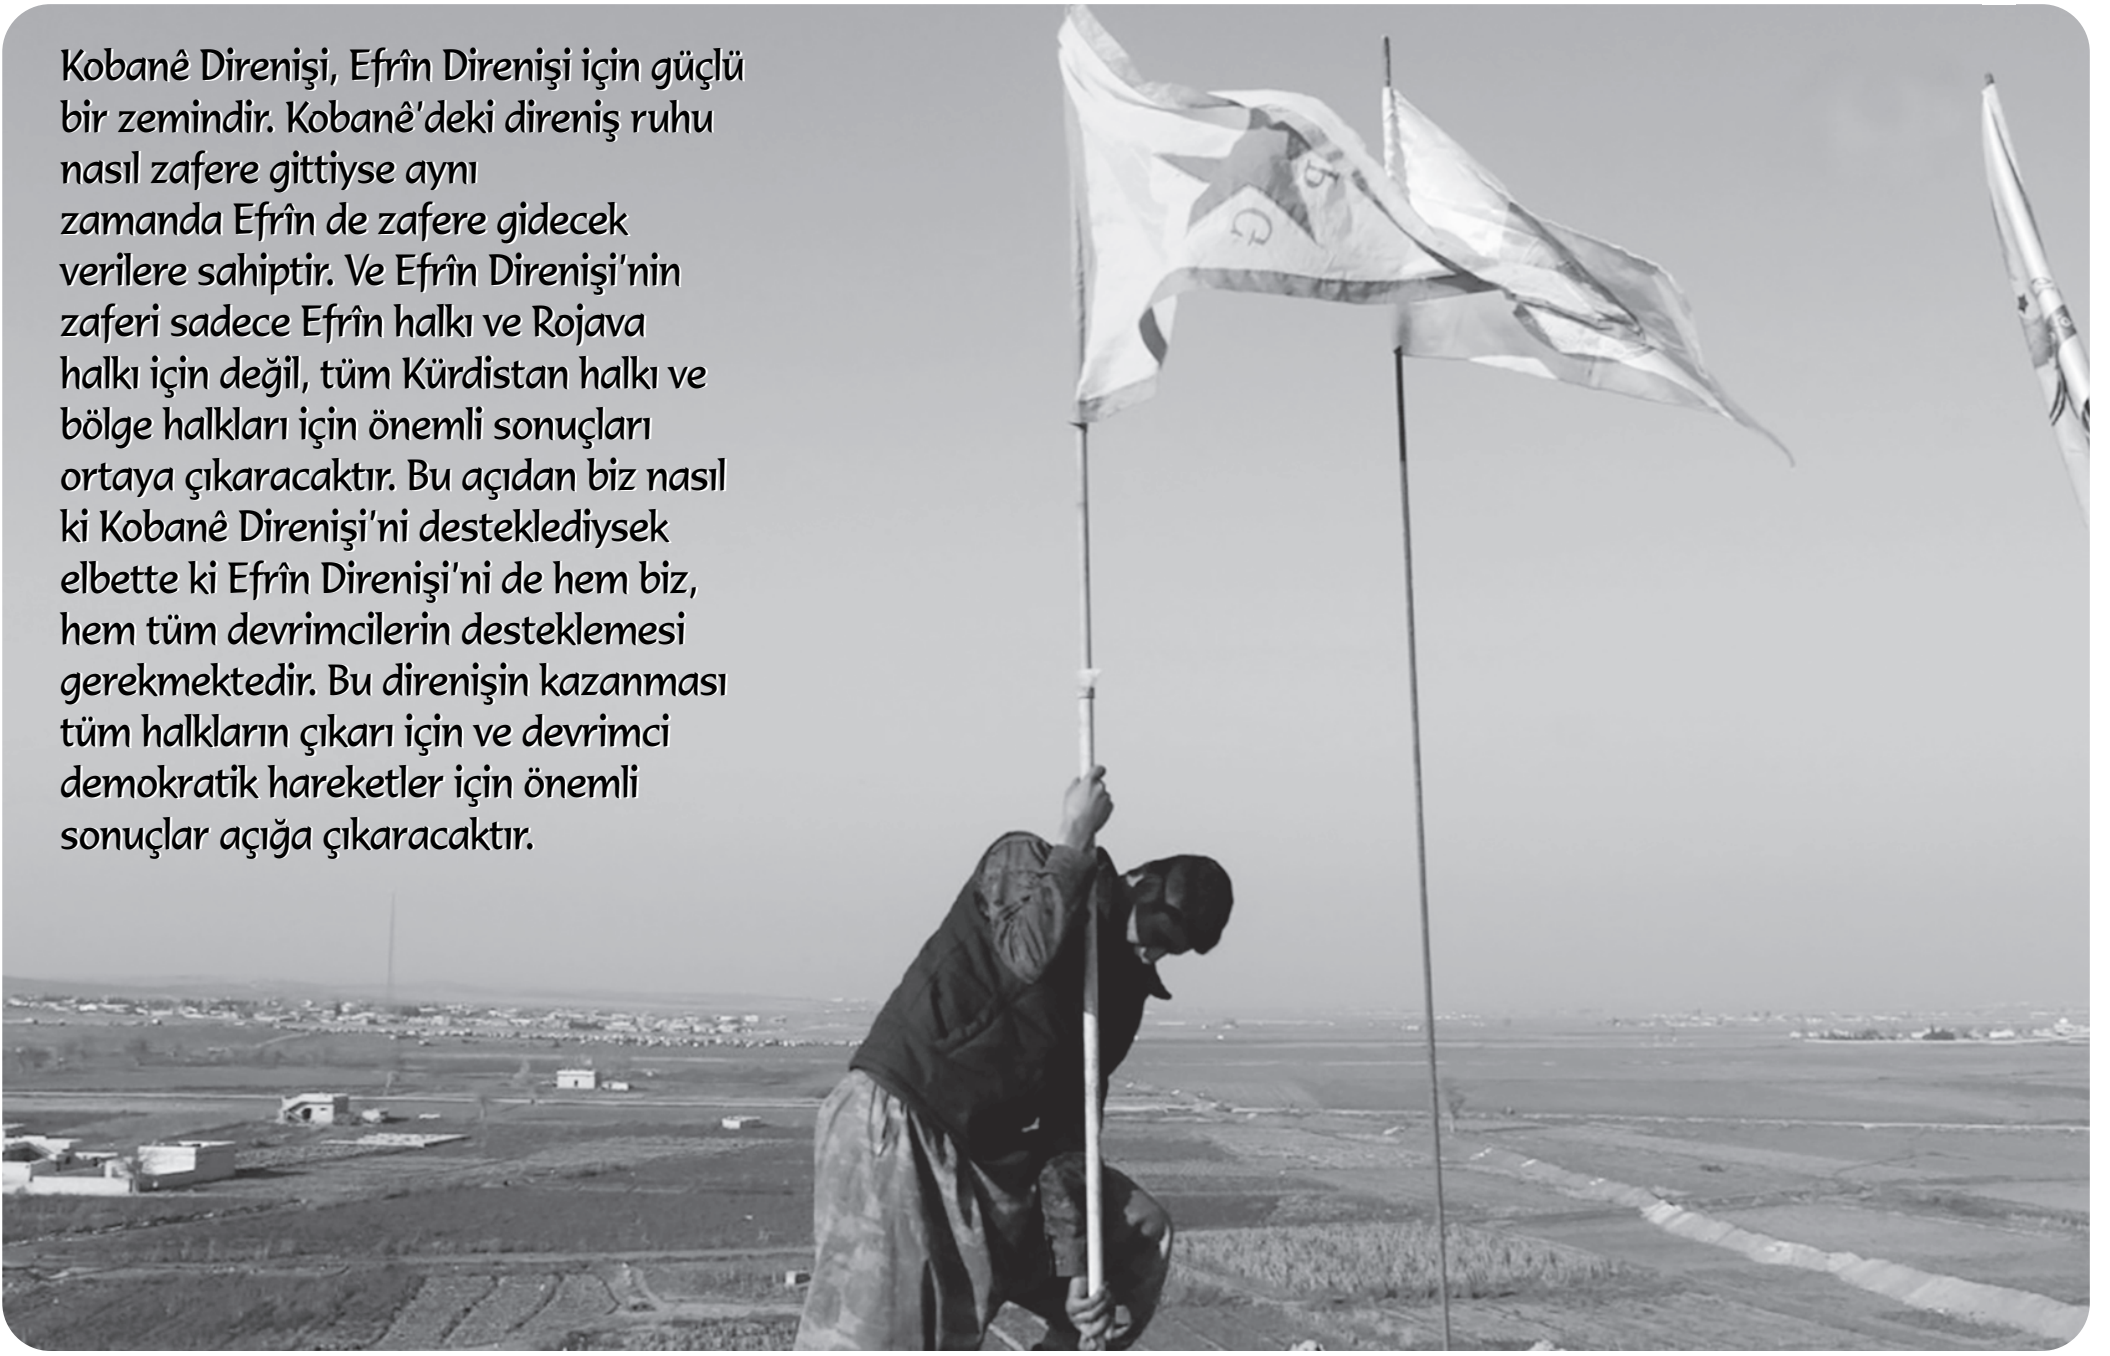 Kobanê Direnişi, Efrîn Direnişi için güçlü
bir zemindir. Kobanê'deki direniş ruhu
nasıl zafere gittiyse aynı
zamanda Efrîn de zafere gidecek
verilere sahiptir. Ve Efrîn Direnişi'nin
zaferi sadece Efrîn halkı ve Rojava
halkı için değil, tüm Kürdistan halkı ve
bölge halkları için önemli sonuçları
ortaya çıkaracaktır. Bu açıdan biz nasıl
ki Kobanê Direnişi'ni desteklediysek
elbette ki Efrîn Direnişi'ni de hem biz,
hem tüm devrimcilerin desteklemesi
gerekmektedir. Bu direnişin kazanması
tüm halkların çıkarı için ve devrimci
demokratik hareketler için önemli
sonuçlar açığa çıkaracaktır.